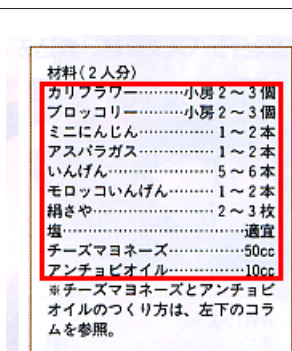 材料(2人分)
カリフラワー………小房2〜3個
ブロッコリー………小房2〜3個
ミニにんじん……………1〜2本
アスパラガス……………1〜2本
いんげん…………………5〜6本
モロッコいんげん………1〜2本
絹さや……………………2〜3枚
塩……………………………適宜
チーズマヨネーズ……………50cc
アンチョビオイル……………10cc
※チーズマヨネーズとアンチョビ
オイルのつくり方は、左下のコラ
ムを参照。